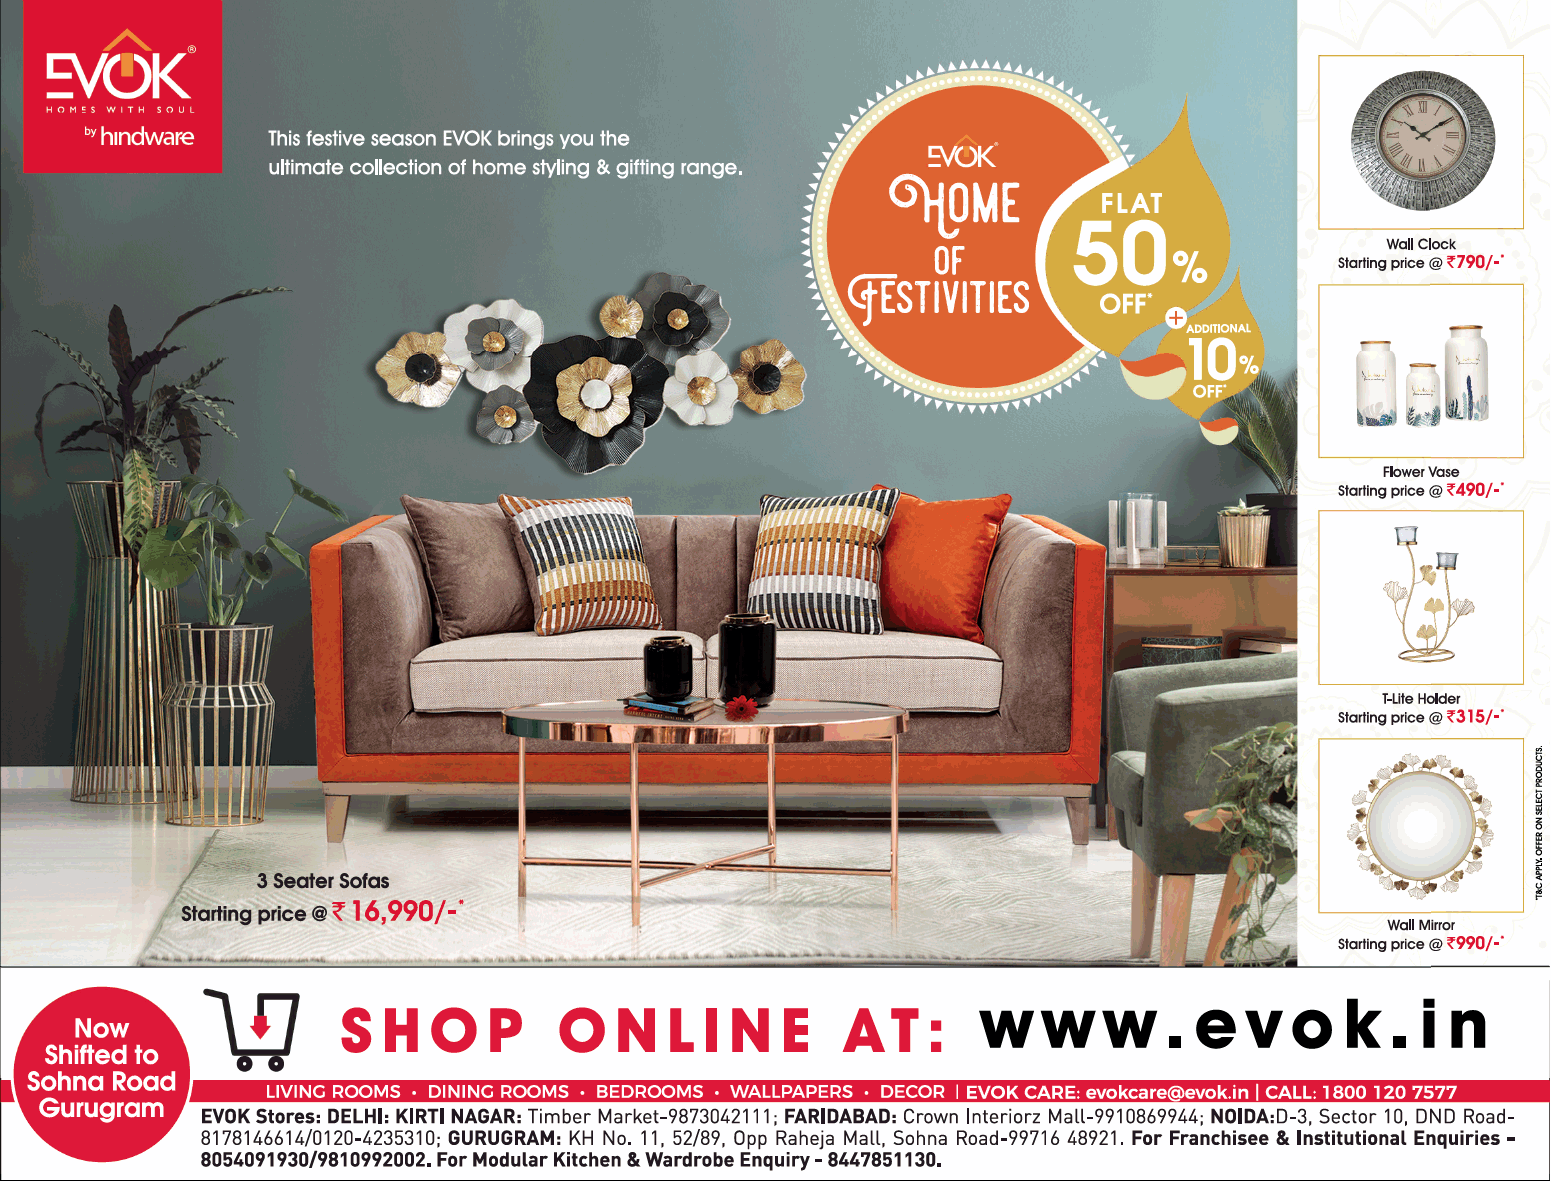 EVOK®
HOMES WITH SOUL
by hindware
This festive season EVOK brings you the
ultimate collection of home styling & gifting range.
EVOK®
HOME
OF
FESTIVITIES
FLAT
50%
OFF*
+
ADDITIONAL
10%
OFF*
Wall Clock
Starting price @ ₹790/-*
Flower Vase
Starting price @ ₹490/-*
T-Lite Holder
Starting price @ ₹315/-*
Wall Mirror
Starting price @ ₹990/-*
*T&C APPLY. OFFER ON SELECT PRODUCTS.
3 Seater Sofas
Starting price @ ₹16,990/-*
Now
Shifted to
Sohna Road
Gurugram
SHOP ONLINE AT: www.evok.in
LIVING ROOMS • DINING ROOMS • BEDROOMS • WALLPAPERS • DECOR | EVOK CARE: evokcare@evok.in | CALL: 1800 120 7577
EVOK Stores: DELHI: KIRTI NAGAR: Timber Market-9873042111; FARIDABAD: Crown Interiorz Mall-9910869944; NOIDA:D-3, Sector 10, DND Road-
8178146614/0120-4235310; GURUGRAM: KH No. 11, 52/89, Opp Raheja Mall, Sohna Road-99716 48921. For Franchisee & Institutional Enquiries -
8054091930/9810992002. For Modular Kitchen & Wardrobe Enquiry - 8447851130.